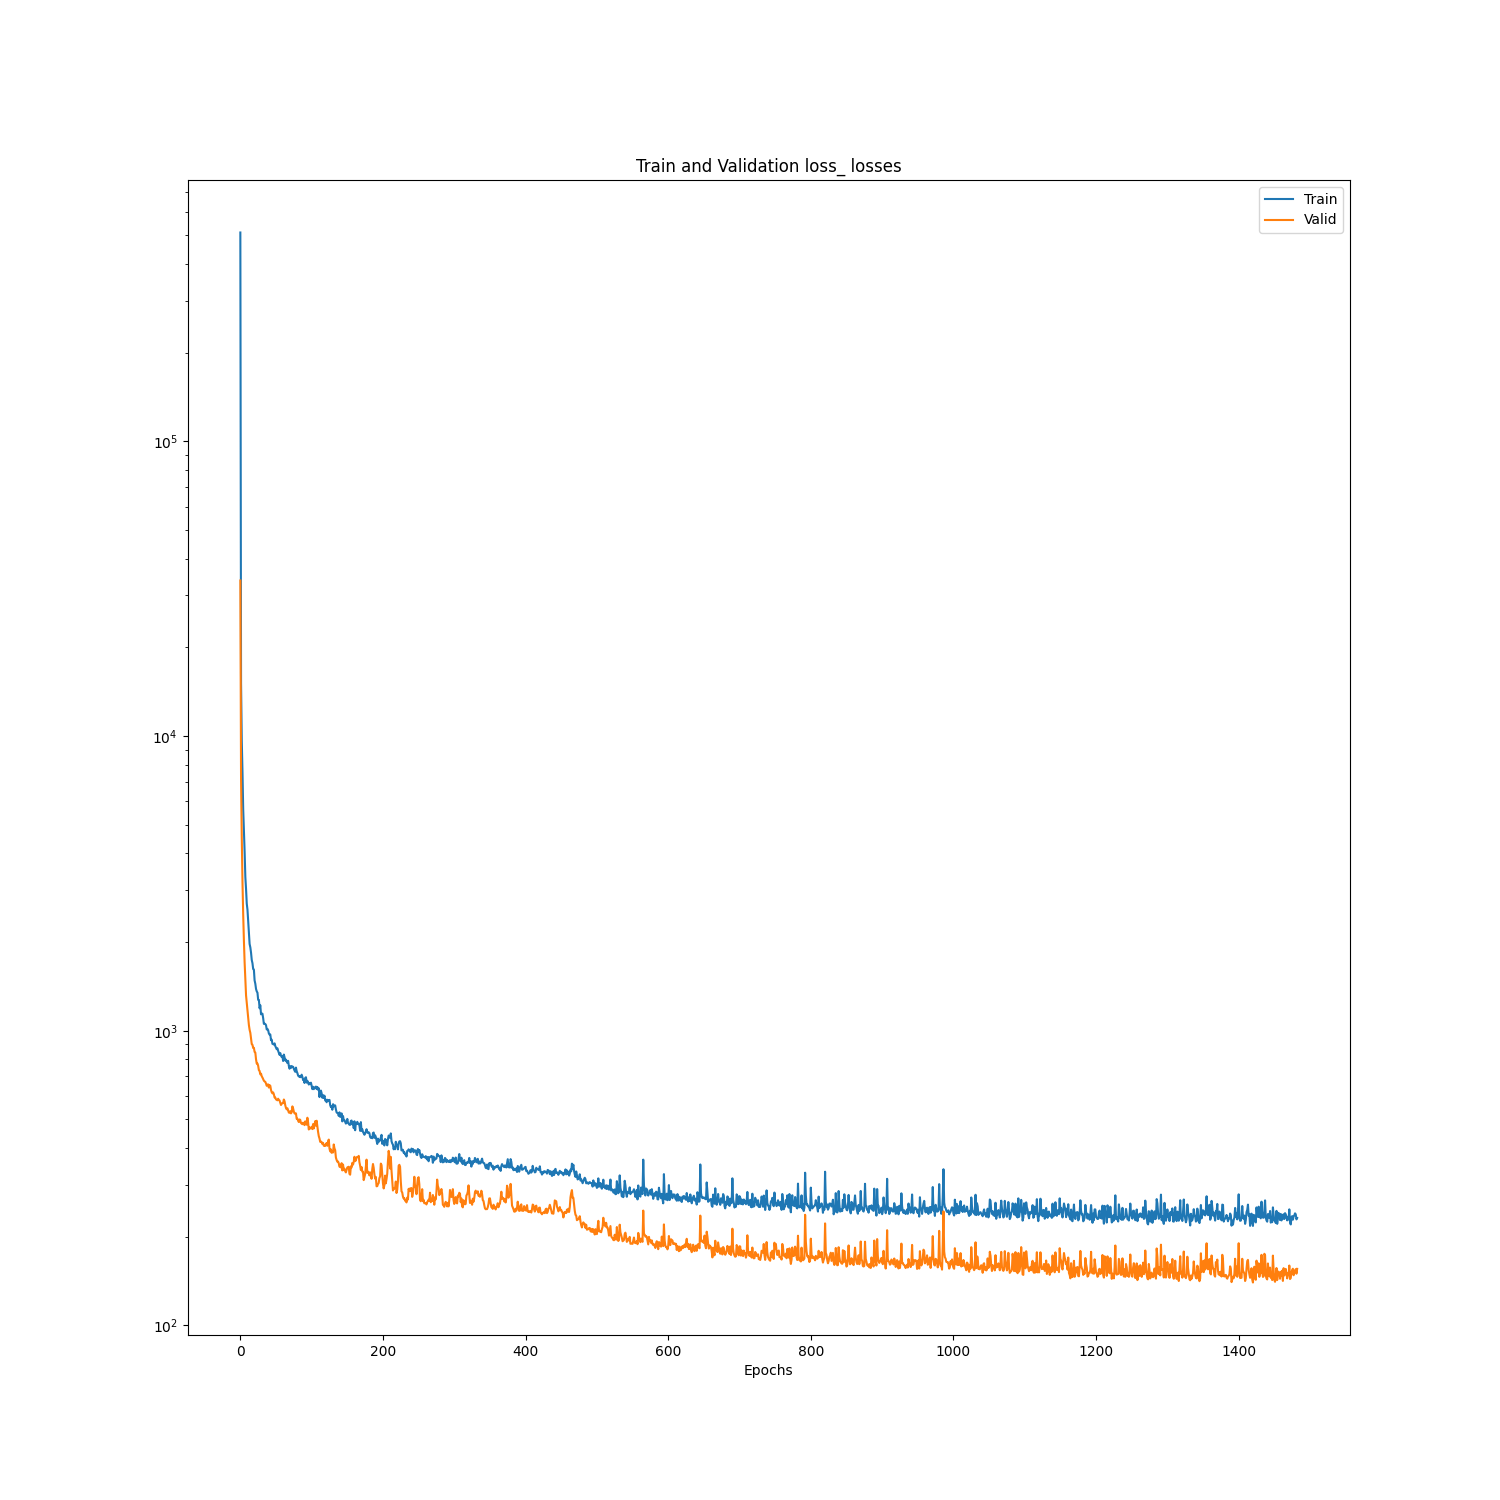 Train and Validation loss_ losses
Train
Valid
10^5
10^4
10^3
10^2
0 200 400 600 800 1000 1200 1400
Epochs